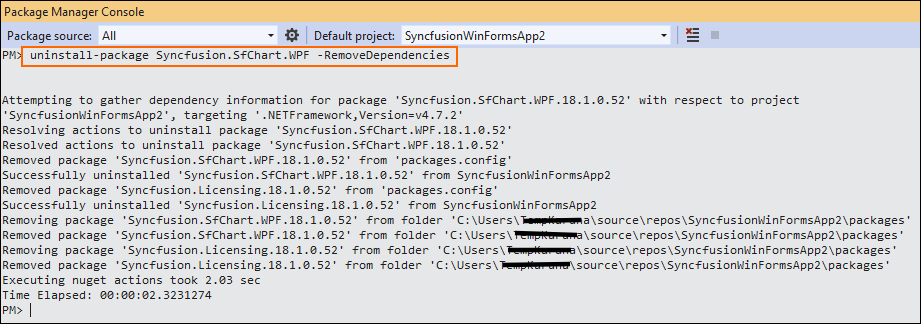 Package Manager Console
Package source: All Default project: SyncfusionWinFormsApp2
PM> uninstall-package Syncfusion.SfChart.WPF -RemoveDependencies
Attempting to gather dependency information for package 'Syncfusion.SfChart.WPF.18.1.0.52' with respect to project
'SyncfusionWinFormsApp2', targeting '.NETFramework,Version=v4.7.2'
Resolving actions to uninstall package 'Syncfusion.SfChart.WPF.18.1.0.52'
Resolved actions to uninstall package 'Syncfusion.SfChart.WPF.18.1.0.52'
Removed package 'Syncfusion.SfChart.WPF.18.1.0.52' from 'packages.config'
Successfully uninstalled 'Syncfusion.SfChart.WPF.18.1.0.52' from SyncfusionWinFormsApp2
Removed package 'Syncfusion.Licensing.18.1.0.52' from 'packages.config'
Successfully uninstalled 'Syncfusion.Licensing.18.1.0.52' from SyncfusionWinFormsApp2
Removing package 'Syncfusion.SfChart.WPF.18.1.0.52' from folder 'C:\Users\ \source\repos\SyncfusionWinFormsApp2\packages'
Removed package 'Syncfusion.SfChart.WPF.18.1.0.52' from folder 'C:\Users\ \source\repos\SyncfusionWinFormsApp2\packages'
Removing package 'Syncfusion.Licensing.18.1.0.52' from folder 'C:\Users\ \source\repos\SyncfusionWinFormsApp2\packages'
Removed package 'Syncfusion.Licensing.18.1.0.52' from folder 'C:\Users\ \source\repos\SyncfusionWinFormsApp2\packages'
Executing nuget actions took 2.03 sec
Time Elapsed: 00:00:02.3231274
PM>